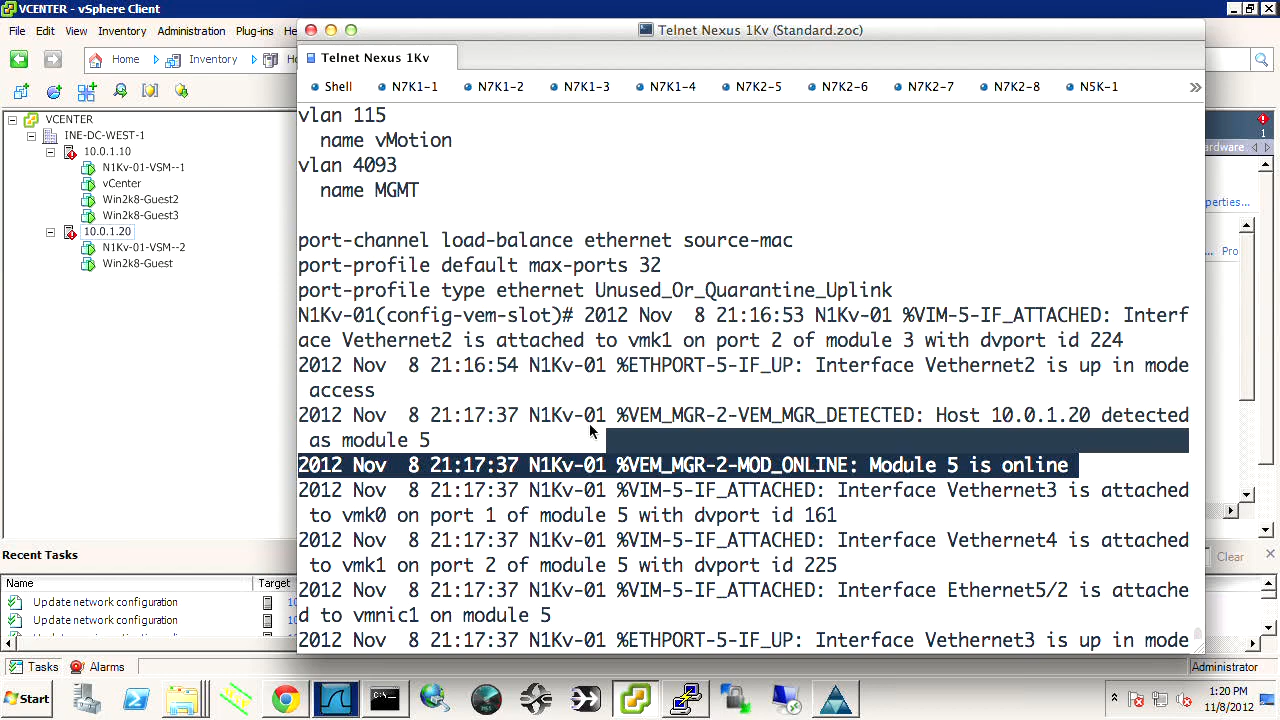 VCENTER - vSphere Client
File Edit View Inventory Administration Plug-ins He
Home Inventory Ho
VCENTER
INE-DC-WEST-1
10.0.1.10
N1Kv-01-VSM--1
vCenter
Win2k8-Guest2
Win2k8-Guest3
10.0.1.20
N1Kv-01-VSM--2
Win2k8-Guest
Telnet Nexus 1Kv (Standard.zoc)
Telnet Nexus 1Kv
Shell N7K1-1 N7K1-2 N7K1-3 N7K1-4 N7K2-5 N7K2-6 N7K2-7 N7K2-8 N5K-1 »
vlan 115
name vMotion
vlan 4093
name MGMT
port-channel load-balance ethernet source-mac
port-profile default max-ports 32
port-profile type ethernet Unused_Or_Quarantine_Uplink
N1Kv-01(config-vem-slot)# 2012 Nov 8 21:16:53 N1Kv-01 %VIM-5-IF_ATTACHED: Interf
ace Vethernet2 is attached to vmk1 on port 2 of module 3 with dvport id 224
2012 Nov 8 21:16:54 N1Kv-01 %ETHPORT-5-IF_UP: Interface Vethernet2 is up in mode
access
2012 Nov 8 21:17:37 N1Kv-01 %VEM_MGR-2-VEM_MGR_DETECTED: Host 10.0.1.20 detected
as module 5
2012 Nov 8 21:17:37 N1Kv-01 %VEM_MGR-2-MOD_ONLINE: Module 5 is online
2012 Nov 8 21:17:37 N1Kv-01 %VIM-5-IF_ATTACHED: Interface Vethernet3 is attached
to vmk0 on port 1 of module 5 with dvport id 161
2012 Nov 8 21:17:37 N1Kv-01 %VIM-5-IF_ATTACHED: Interface Vethernet4 is attached
to vmk1 on port 2 of module 5 with dvport id 225
2012 Nov 8 21:17:37 N1Kv-01 %VIM-5-IF_ATTACHED: Interface Ethernet5/2 is attache
d to vmnic1 on module 5
2012 Nov 8 21:17:37 N1Kv-01 %ETHPORT-5-IF_UP: Interface Vethernet3 is up in mode
1
ardware
perties...
... Pro
Clear
Recent Tasks
Name Target
Update network configuration 10
Update network configuration 10
Tasks Alarms
Administrator
Start
1:20 PM
11/8/2012